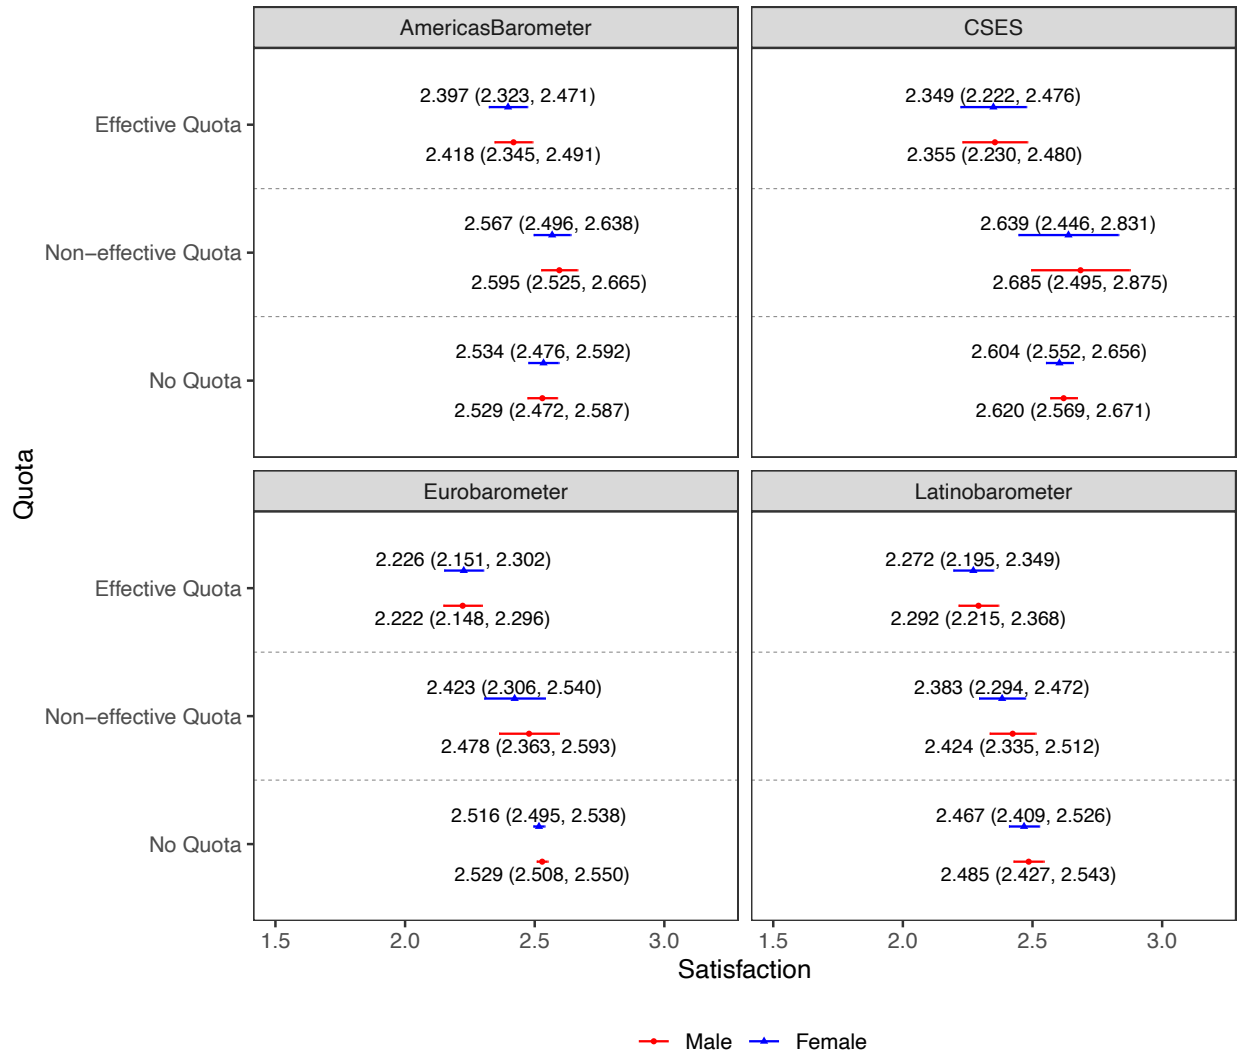 AmericasBarometer
CSES
Effective Quota
2.397 (2.323, 2.471)
2.418 (2.345, 2.491)
2.349 (2.222, 2.476)
2.355 (2.230, 2.480)
Non−effective Quota
2.567 (2.496, 2.638)
2.595 (2.525, 2.665)
2.639 (2.446, 2.831)
2.685 (2.495, 2.875)
No Quota
2.534 (2.476, 2.592)
2.529 (2.472, 2.587)
2.604 (2.552, 2.656)
2.620 (2.569, 2.671)
Quota
Eurobarometer
Latinobarometer
Effective Quota
2.226 (2.151, 2.302)
2.222 (2.148, 2.296)
2.272 (2.195, 2.349)
2.292 (2.215, 2.368)
Non−effective Quota
2.423 (2.306, 2.540)
2.478 (2.363, 2.593)
2.383 (2.294, 2.472)
2.424 (2.335, 2.512)
No Quota
2.516 (2.495, 2.538)
2.529 (2.508, 2.550)
2.467 (2.409, 2.526)
2.485 (2.427, 2.543)
1.5 2.0 2.5 3.0
1.5 2.0 2.5 3.0
Satisfaction
Male Female